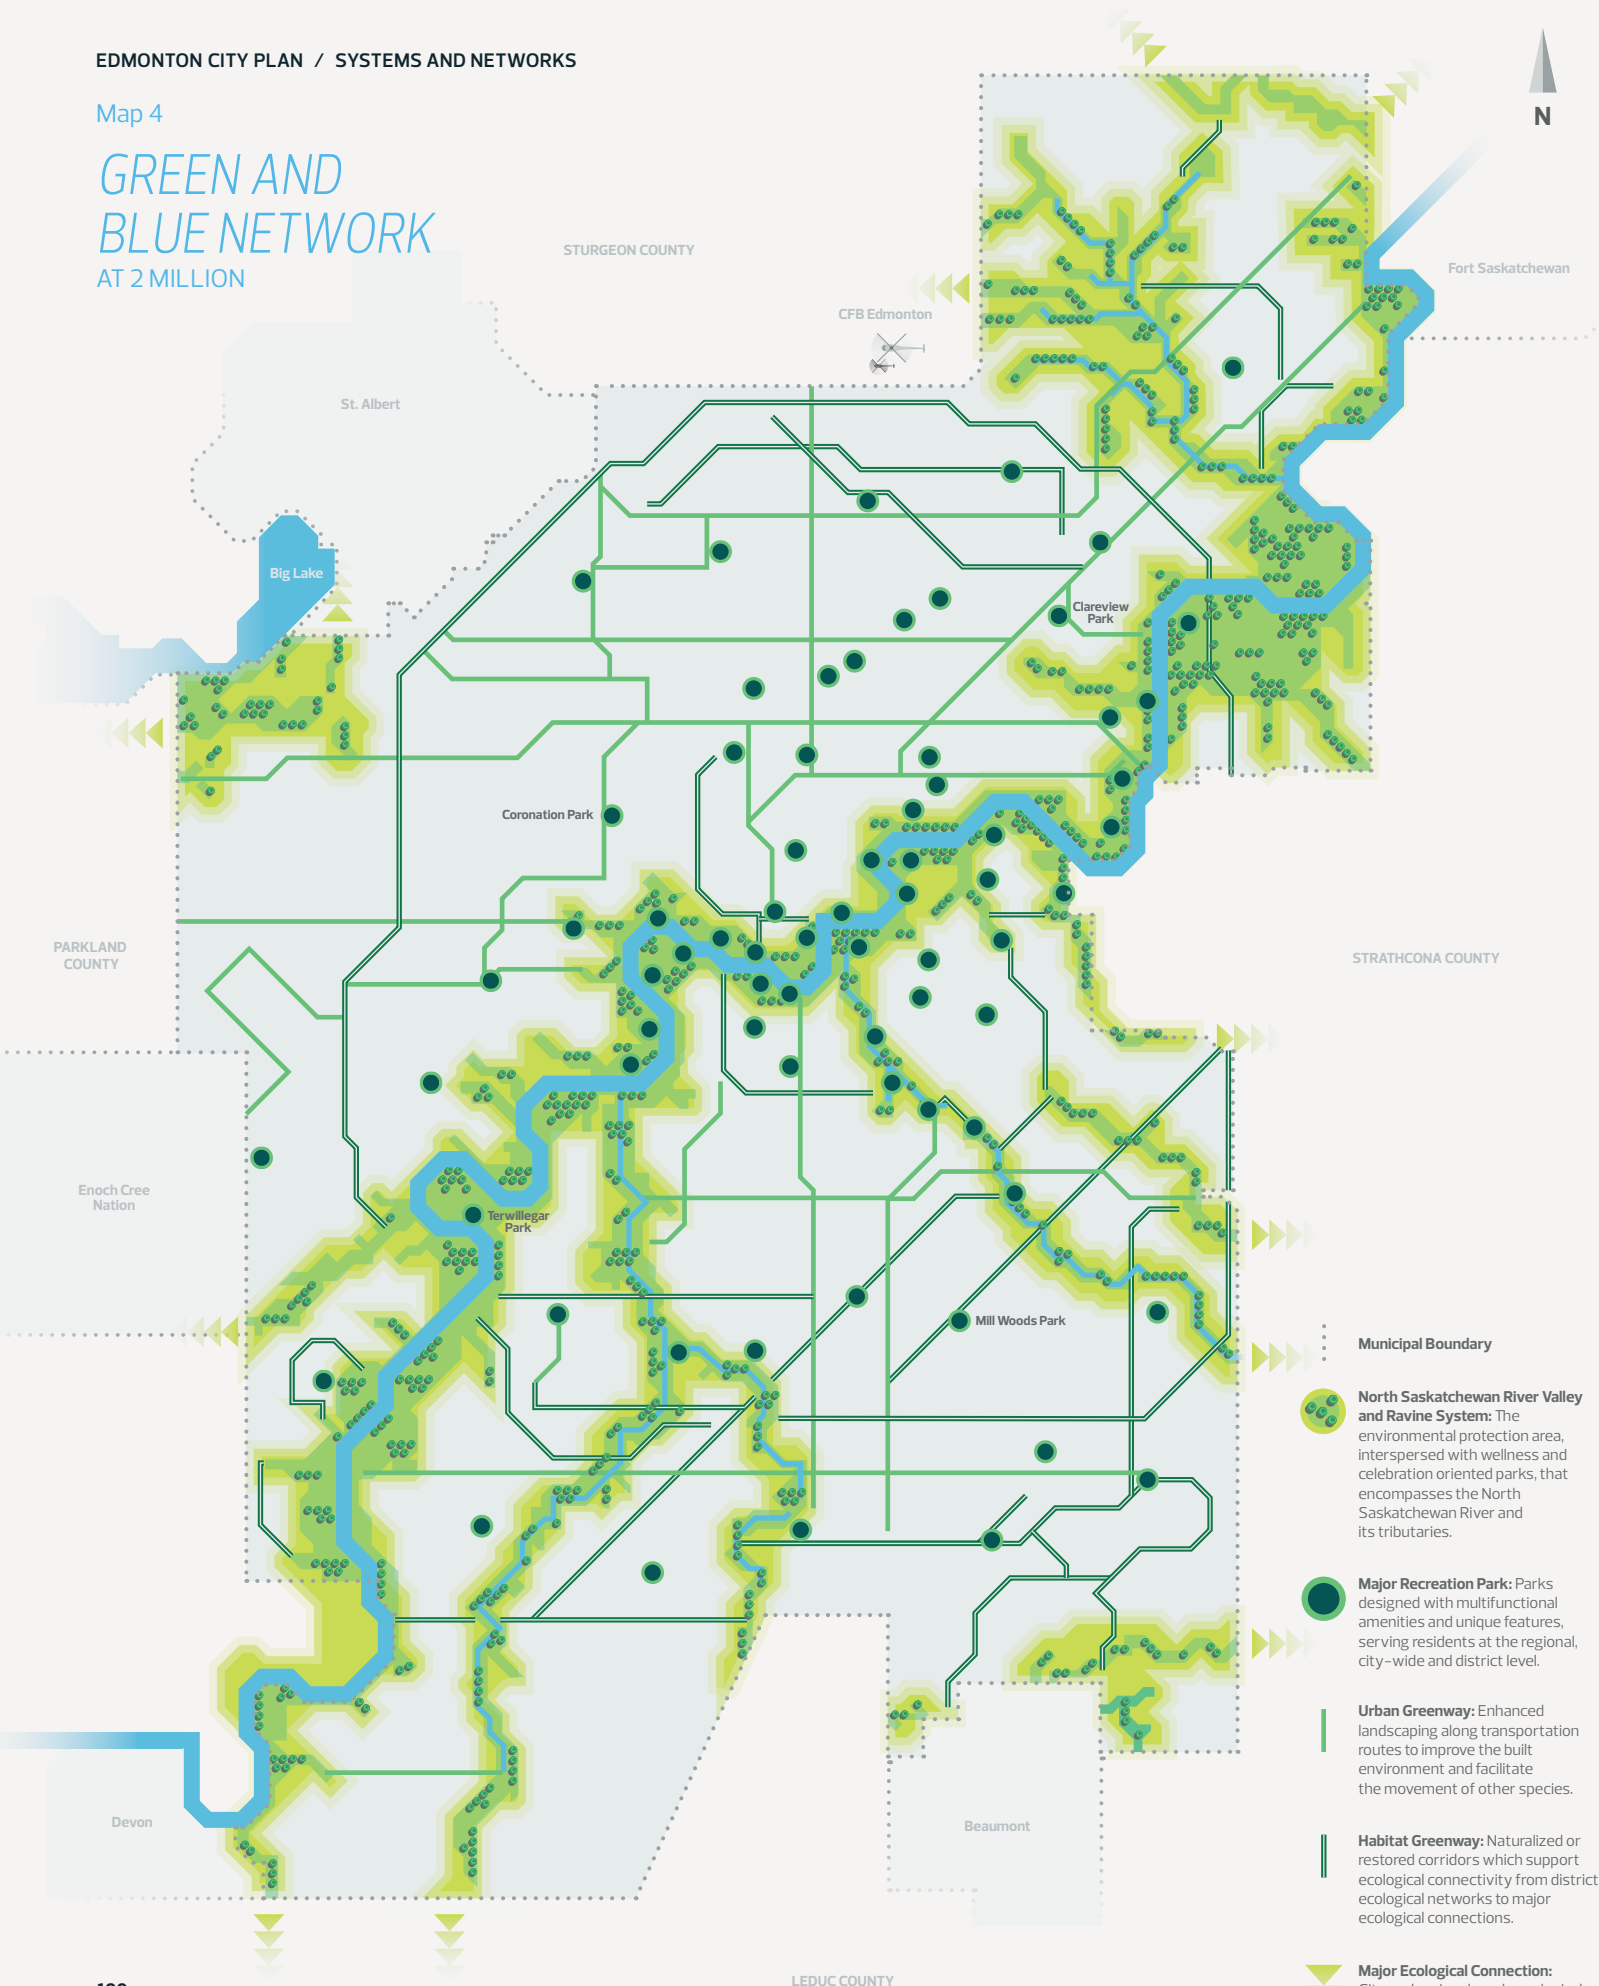 EDMONTON CITY PLAN / SYSTEMS AND NETWORKS
Map 4
GREEN AND
BLUE NETWORK
AT 2 MILLION
N
STURGEON COUNTY
Fort Saskatchewan
CFB Edmonton
St. Albert
Big Lake
Clareview
Park
Coronation Park
PARKLAND
COUNTY
STRATHCONA COUNTY
Enoch Cree
Nation
Terwillegar
Park
Mill Woods Park
Devon
Beaumont
LEDUC COUNTY
Municipal Boundary
North Saskatchewan River Valley
and Ravine System: The
environmental protection area,
interspersed with wellness and
celebration oriented parks, that
encompasses the North
Saskatchewan River and
its tributaries.
Major Recreation Park: Parks
designed with multifunctional
amenities and unique features,
serving residents at the regional,
city-wide and district level.
Urban Greenway: Enhanced
landscaping along transportation
routes to improve the built
environment and facilitate
the movement of other species.
Habitat Greenway: Naturalized or
restored corridors which support
ecological connectivity from district
ecological networks to major
ecological connections.
Major Ecological Connection: